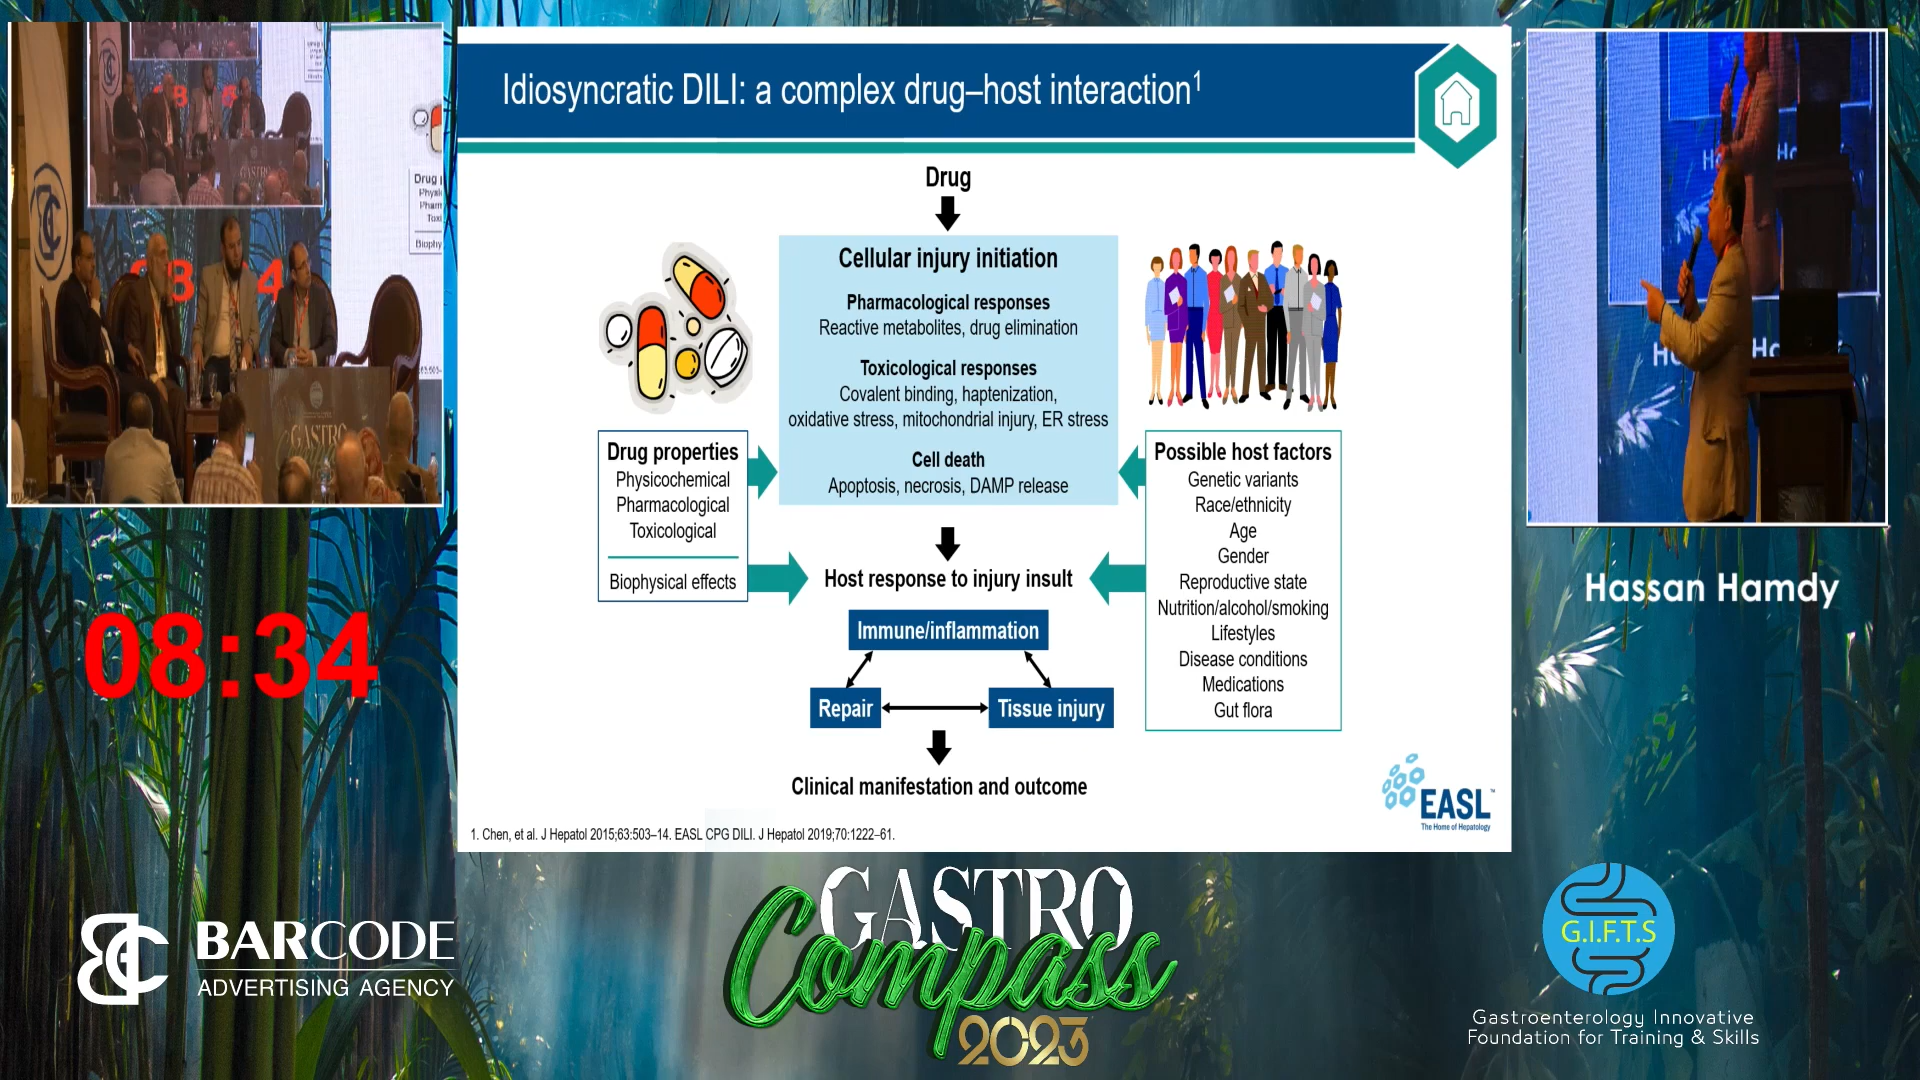 Idiosyncratic DILI: a complex drug–host interaction1
Drug
Cellular injury initiation
Pharmacological responses
Reactive metabolites, drug elimination
Toxicological responses
Covalent binding, haptenization,
oxidative stress, mitochondrial injury, ER stress
Cell death
Apoptosis, necrosis, DAMP release
Drug properties
Physicochemical
Pharmacological
Toxicological
Biophysical effects
Possible host factors
Genetic variants
Race/ethnicity
Age
Gender
Reproductive state
Nutrition/alcohol/smoking
Lifestyles
Disease conditions
Medications
Gut flora
Host response to injury insult
Immune/inflammation
Repair
Tissue injury
Clinical manifestation and outcome
EASL™
The Home of Hepatology
1. Chen, et al. J Hepatol 2015;63:503–14. EASL CPG DILI. J Hepatol 2019;70:1222–61.
08:34
Hassan Hamdy
BARCODE
ADVERTISING AGENCY
GASTRO
Compass
2023
G.I.F.T.S
Gastroenterology Innovative
Foundation for Training & Skills